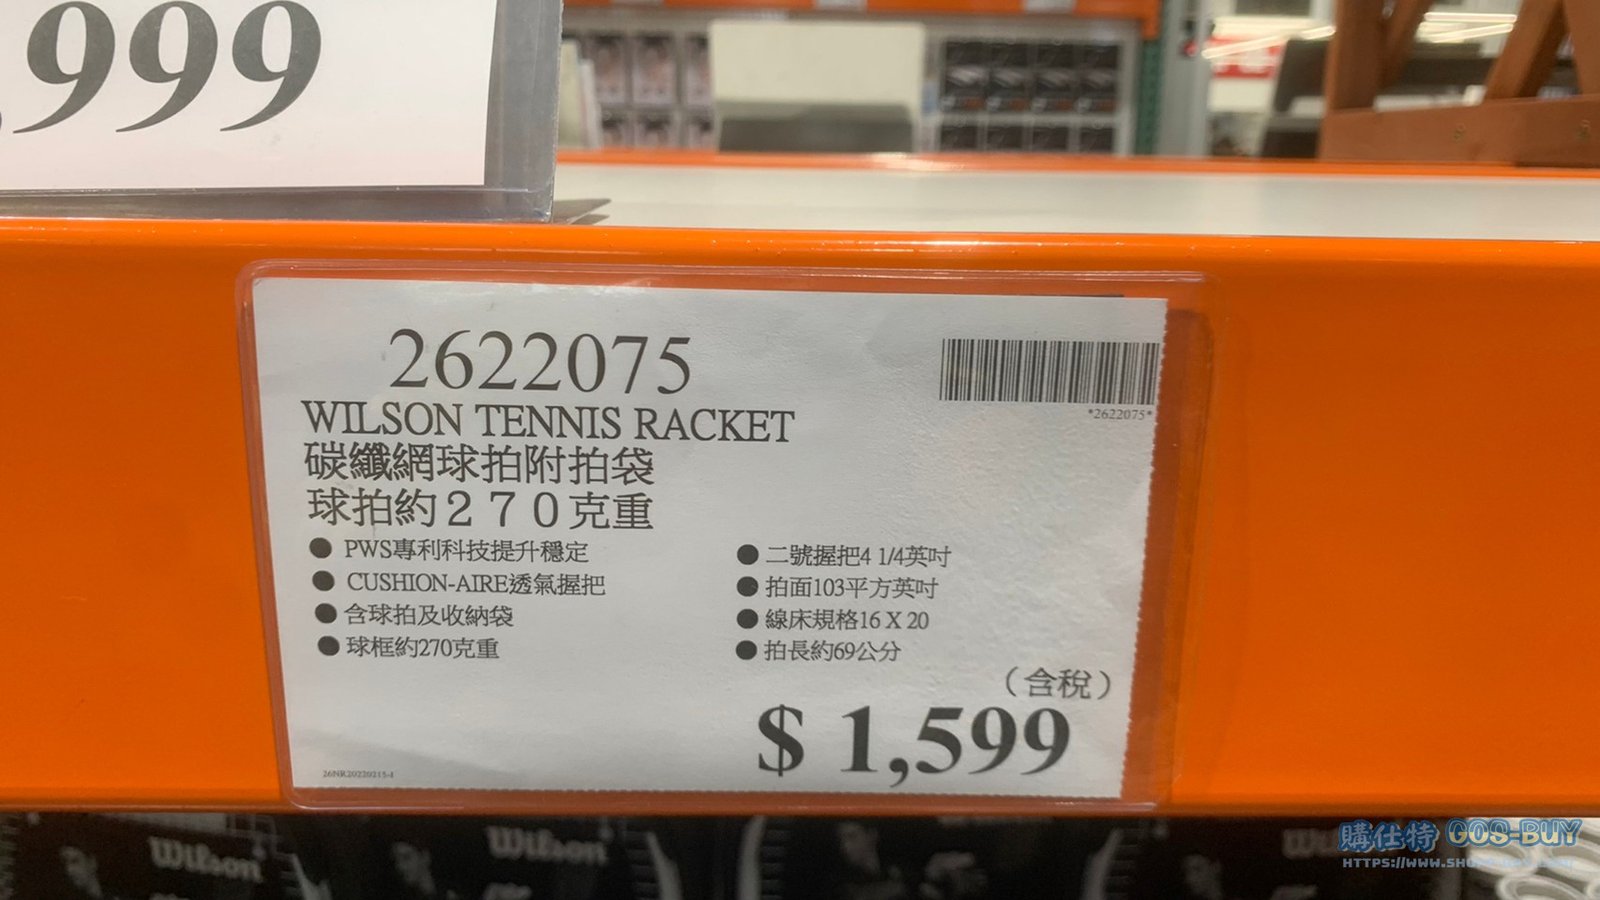 ,999
2622075
*2622075*
WILSON TENNIS RACKET
碳纖網球拍附拍袋
球拍約270克重
● PWS專利科技提升穩定
● CUSHION-AIRE透氣握把
● 含球拍及收納袋
● 球框約270克重
● 二號握把4 1/4英吋
● 拍面103平方英吋
● 線床規格16 X 20
● 拍長約69公分
(含稅)
$ 1,599
26NR20220215-1
Wilson
Wilson
購仕特 GOS-BUY